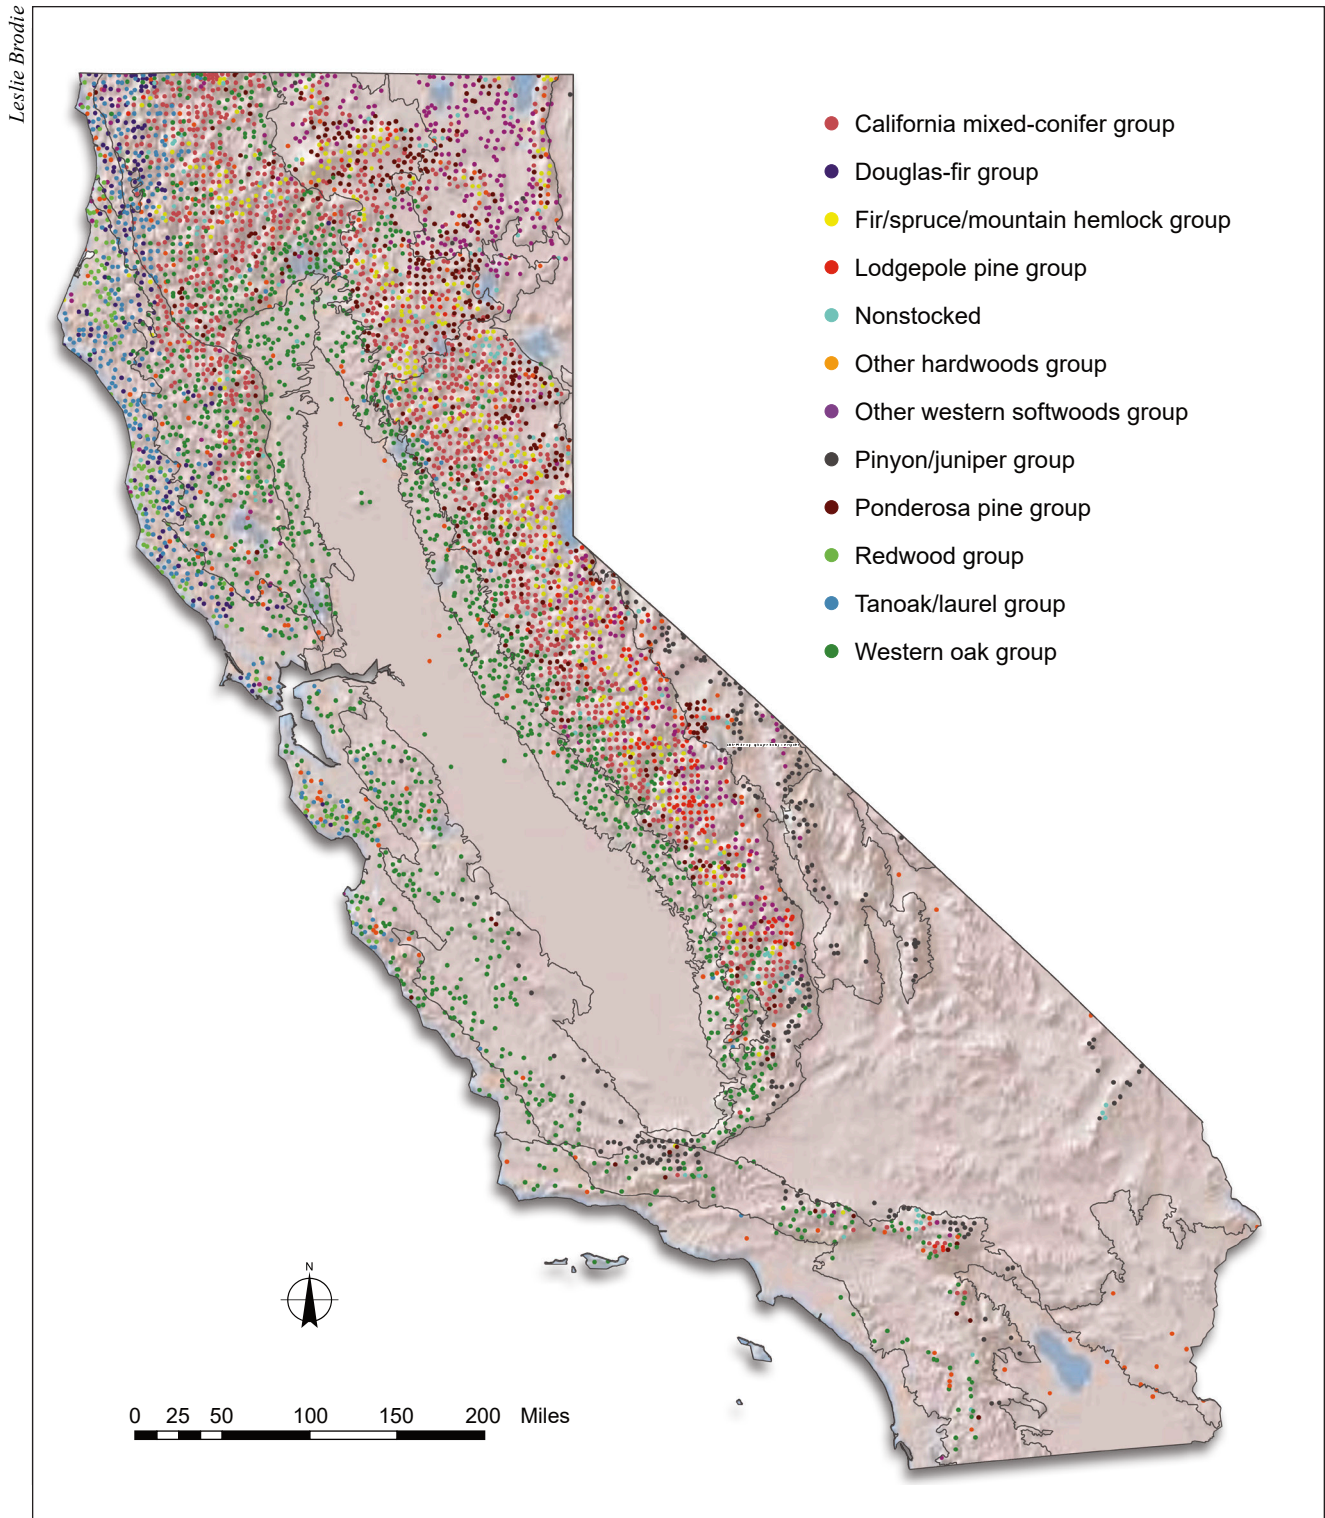 Leslie Brodie
California mixed-conifer group
Douglas-fir group
Fir/spruce/mountain hemlock group
Lodgepole pine group
Nonstocked
Other hardwoods group
Other western softwoods group
Pinyon/juniper group
Ponderosa pine group
Redwood group
Tanoak/laurel group
Western oak group
N
0 25 50 100 150 200 Miles